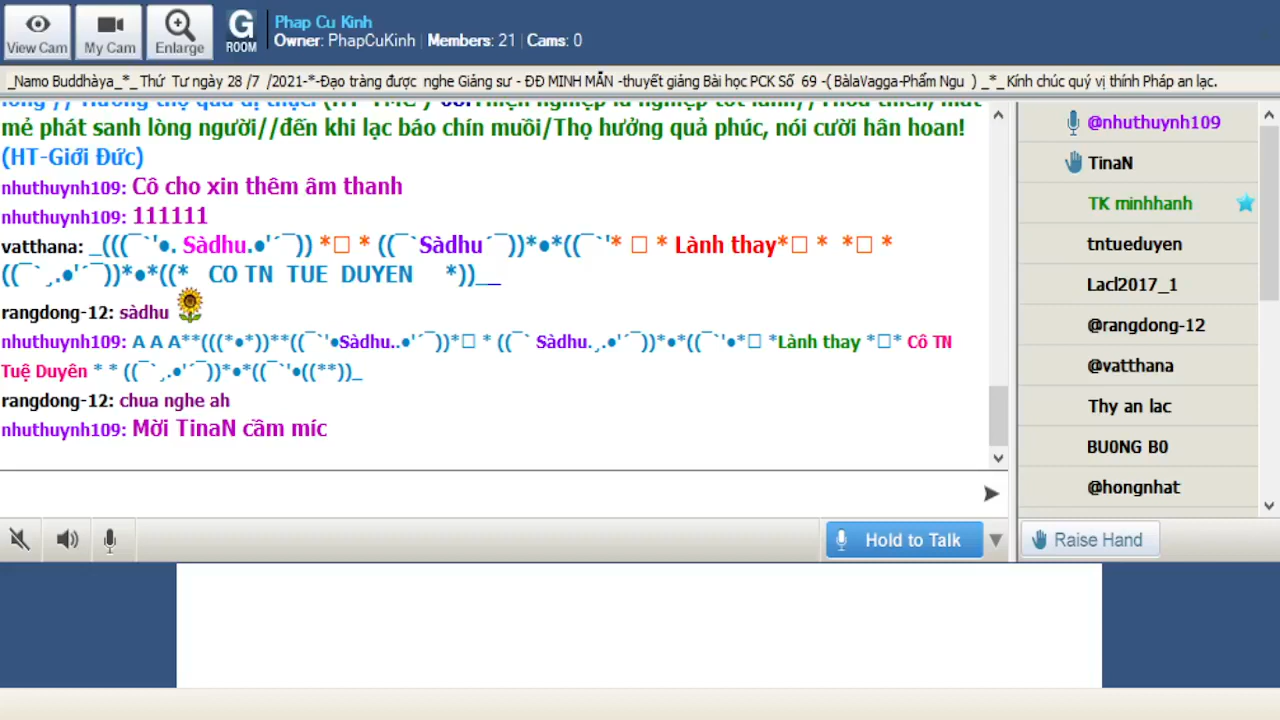 View Cam
My Cam
Enlarge
G
ROOM
Phap Cu Kinh
Owner: PhapCuKinh | Members: 21 | Cams: 0
_Namo Buddhàya_*_ Thứ Tư ngày 28 /7 /2021-*-Đạo tràng được nghe Giảng sư - ĐĐ MINH MẪN -thuyết giảng Bài học PCK Số 69 -( BàlaVagga-Phẩm Ngu ) _*_Kính chúc quý vị thính Pháp an lạc.
mẻ phát sanh lòng người//đến khi lạc báo chín muồi/Thọ hưởng quả phúc, nói cười hân hoan!
(HT-Giới Đức)
nhuthuynh109: Cô cho xin thêm âm thanh
nhuthuynh109: 111111
vatthana: _(((¯`'●. Sàdhu.●'´¯)) *□ * ((¯`Sàdhu´¯))*●*((¯`'* □ * Lành thay*□ * *□ *
((¯`¸.●'´¯))*●*((* CO TN TUE DUYEN *))__
rangdong-12: sàdhu
nhuthuynh109: A A A**(((*●*))**((¯`'●Sàdhu..●'´¯))*□ * ((¯` Sàdhu.¸.●'´¯))*●*((¯`'●*□ *Lành thay *□* Cô TN
Tuệ Duyên * * ((¯`¸.●'´¯))*●*((¯`'●((**))_
rangdong-12: chua nghe ah
nhuthuynh109: Mời TinaN cầm míc
@nhuthuynh109
TinaN
TK minhhanh
tntueduyen
Lacl2017_1
@rangdong-12
@vatthana
Thy an lac
BU0NG B0
@hongnhat
Hold to Talk
Raise Hand